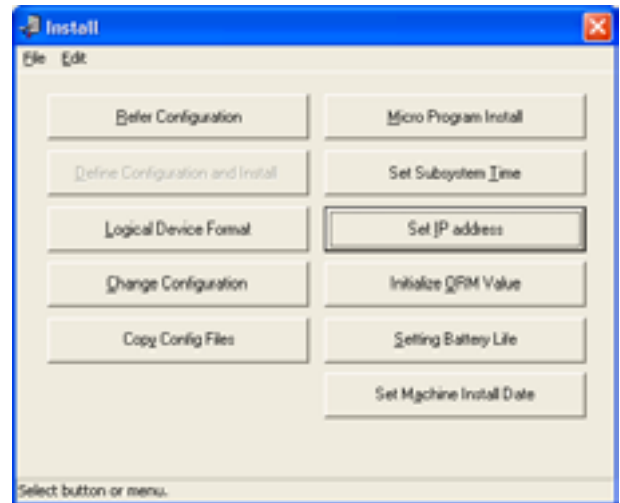 Install
File Edit
Refer Configuration
Define Configuration and Install
Logical Device Format
Change Configuration
Copy Config Files
Micro Program Install
Set Subsystem Time
Set IP address
Initialize ORM Value
Setting Battery Life
Set Machine Install Date
Select button or menu.